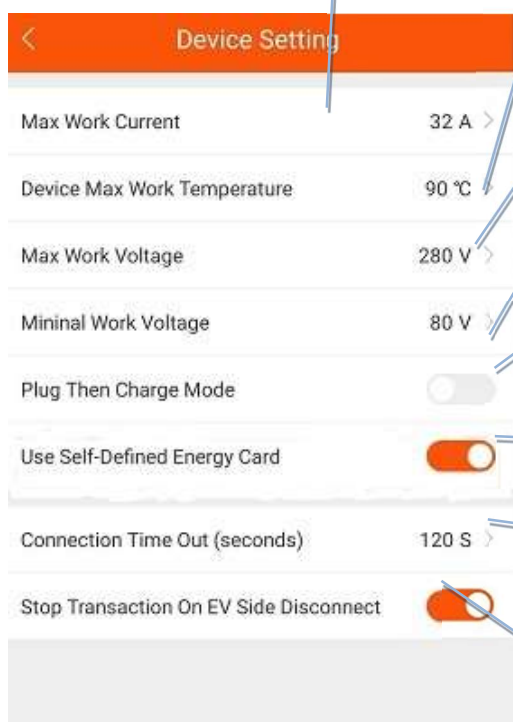 Device Setting
Max Work Current 32 A
Device Max Work Temperature 90 ℃
Max Work Voltage 280 V
Mininal Work Voltage 80 V
Plug Then Charge Mode
Use Self-Defined Energy Card
Connection Time Out (seconds) 120 S
Stop Transaction On EV Side Disconnect